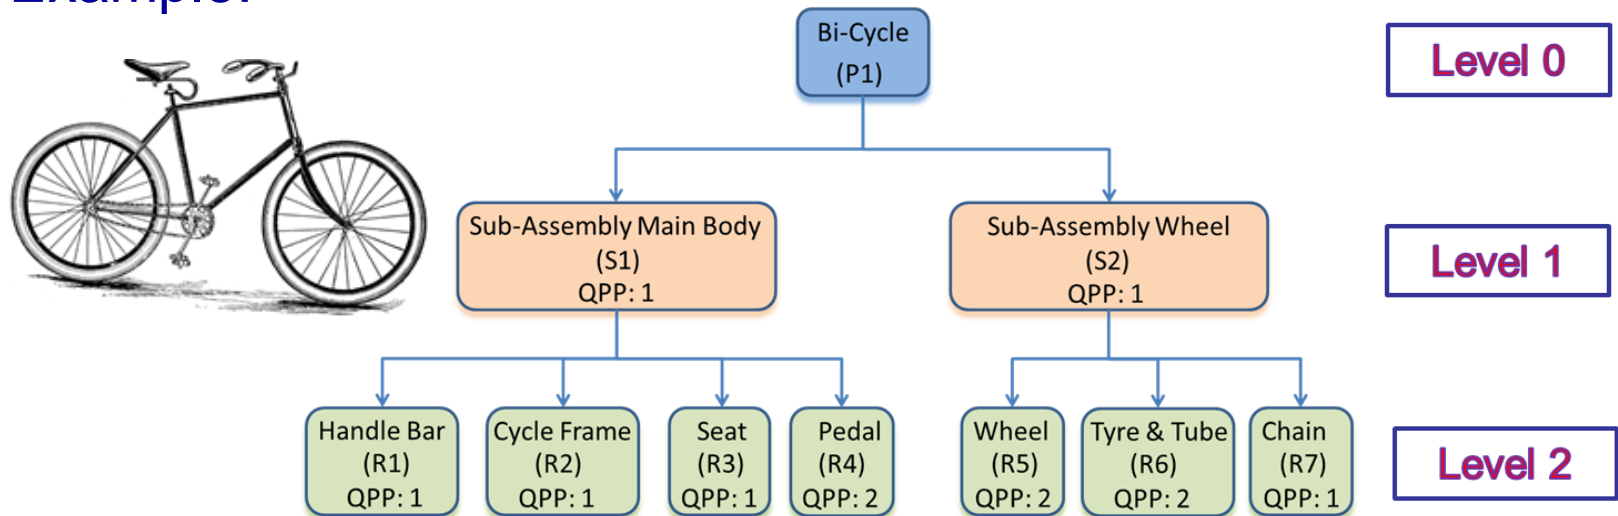 Example:
Bi-Cycle
(P1)
Level 0
Sub-Assembly Main Body
(S1)
QPP: 1
Sub-Assembly Wheel
(S2)
QPP: 1
Level 1
Handle Bar
(R1)
QPP: 1
Cycle Frame
(R2)
QPP: 1
Seat
(R3)
QPP: 1
Pedal
(R4)
QPP: 2
Wheel
(R5)
QPP: 2
Tyre & Tube
(R6)
QPP: 2
Chain
(R7)
QPP: 1
Level 2